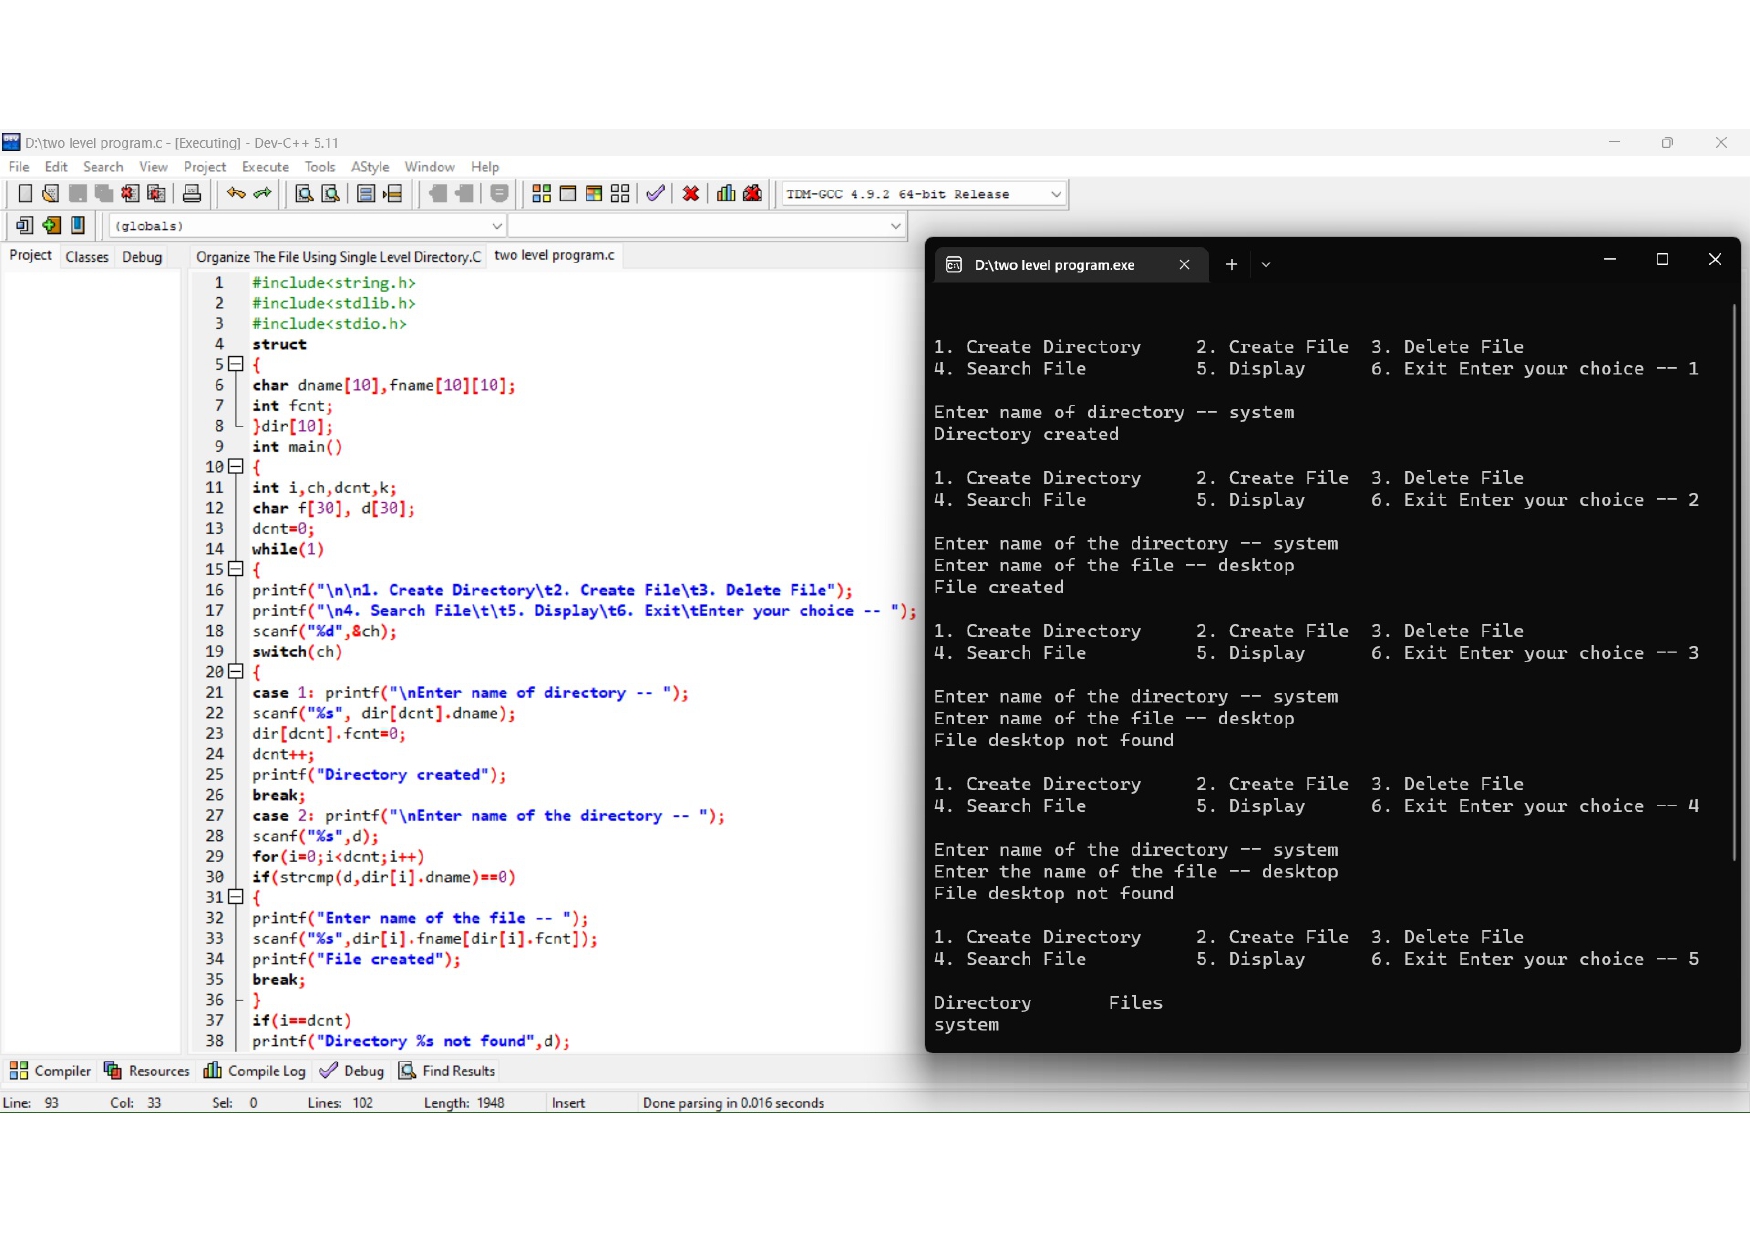 D:\two level program.c - [Executing] - Dev-C++ 5.11
File Edit Search View Project Execute Tools AStyle Window Help
TDM-GCC 4.9.2 64-bit Release
(globals)
Project Classes Debug
Organize The File Using Single Level Directory.C two level program.c
1 #include<string.h>
2 #include<stdlib.h>
3 #include<stdio.h>
4 struct
5 {
6 char dname[10],fname[10][10];
7 int fcnt;
8 }dir[10];
9 int main()
10 {
11 int i,ch,dcnt,k;
12 char f[30], d[30];
13 dcnt=0;
14 while(1)
15 {
16 printf("\n\n1. Create Directory\t2. Create File\t3. Delete File");
17 printf("\n4. Search File\t\t5. Display\t6. Exit\tEnter your choice -- ");
18 scanf("%d",&ch);
19 switch(ch)
20 {
21 case 1: printf("\nEnter name of directory -- ");
22 scanf("%s", dir[dcnt].dname);
23 dir[dcnt].fcnt=0;
24 dcnt++;
25 printf("Directory created");
26 break;
27 case 2: printf("\nEnter name of the directory -- ");
28 scanf("%s",d);
29 for(i=0;i<dcnt;i++)
30 if(strcmp(d,dir[i].dname)==0)
31 {
32 printf("Enter name of the file -- ");
33 scanf("%s",dir[i].fname[dir[i].fcnt]);
34 printf("File created");
35 break;
36 }
37 if(i==dcnt)
38 printf("Directory %s not found",d);
D:\two level program.exe
1. Create Directory 2. Create File 3. Delete File
4. Search File 5. Display 6. Exit Enter your choice -- 1
Enter name of directory -- system
Directory created
1. Create Directory 2. Create File 3. Delete File
4. Search File 5. Display 6. Exit Enter your choice -- 2
Enter name of the directory -- system
Enter name of the file -- desktop
File created
1. Create Directory 2. Create File 3. Delete File
4. Search File 5. Display 6. Exit Enter your choice -- 3
Enter name of the directory -- system
Enter name of the file -- desktop
File desktop not found
1. Create Directory 2. Create File 3. Delete File
4. Search File 5. Display 6. Exit Enter your choice -- 4
Enter name of the directory -- system
Enter the name of the file -- desktop
File desktop not found
1. Create Directory 2. Create File 3. Delete File
4. Search File 5. Display 6. Exit Enter your choice -- 5
Directory Files
system
Compiler Resources Compile Log Debug Find Results
Line: 93 Col: 33 Sel: 0 Lines: 102 Length: 1948 Insert Done parsing in 0.016 seconds